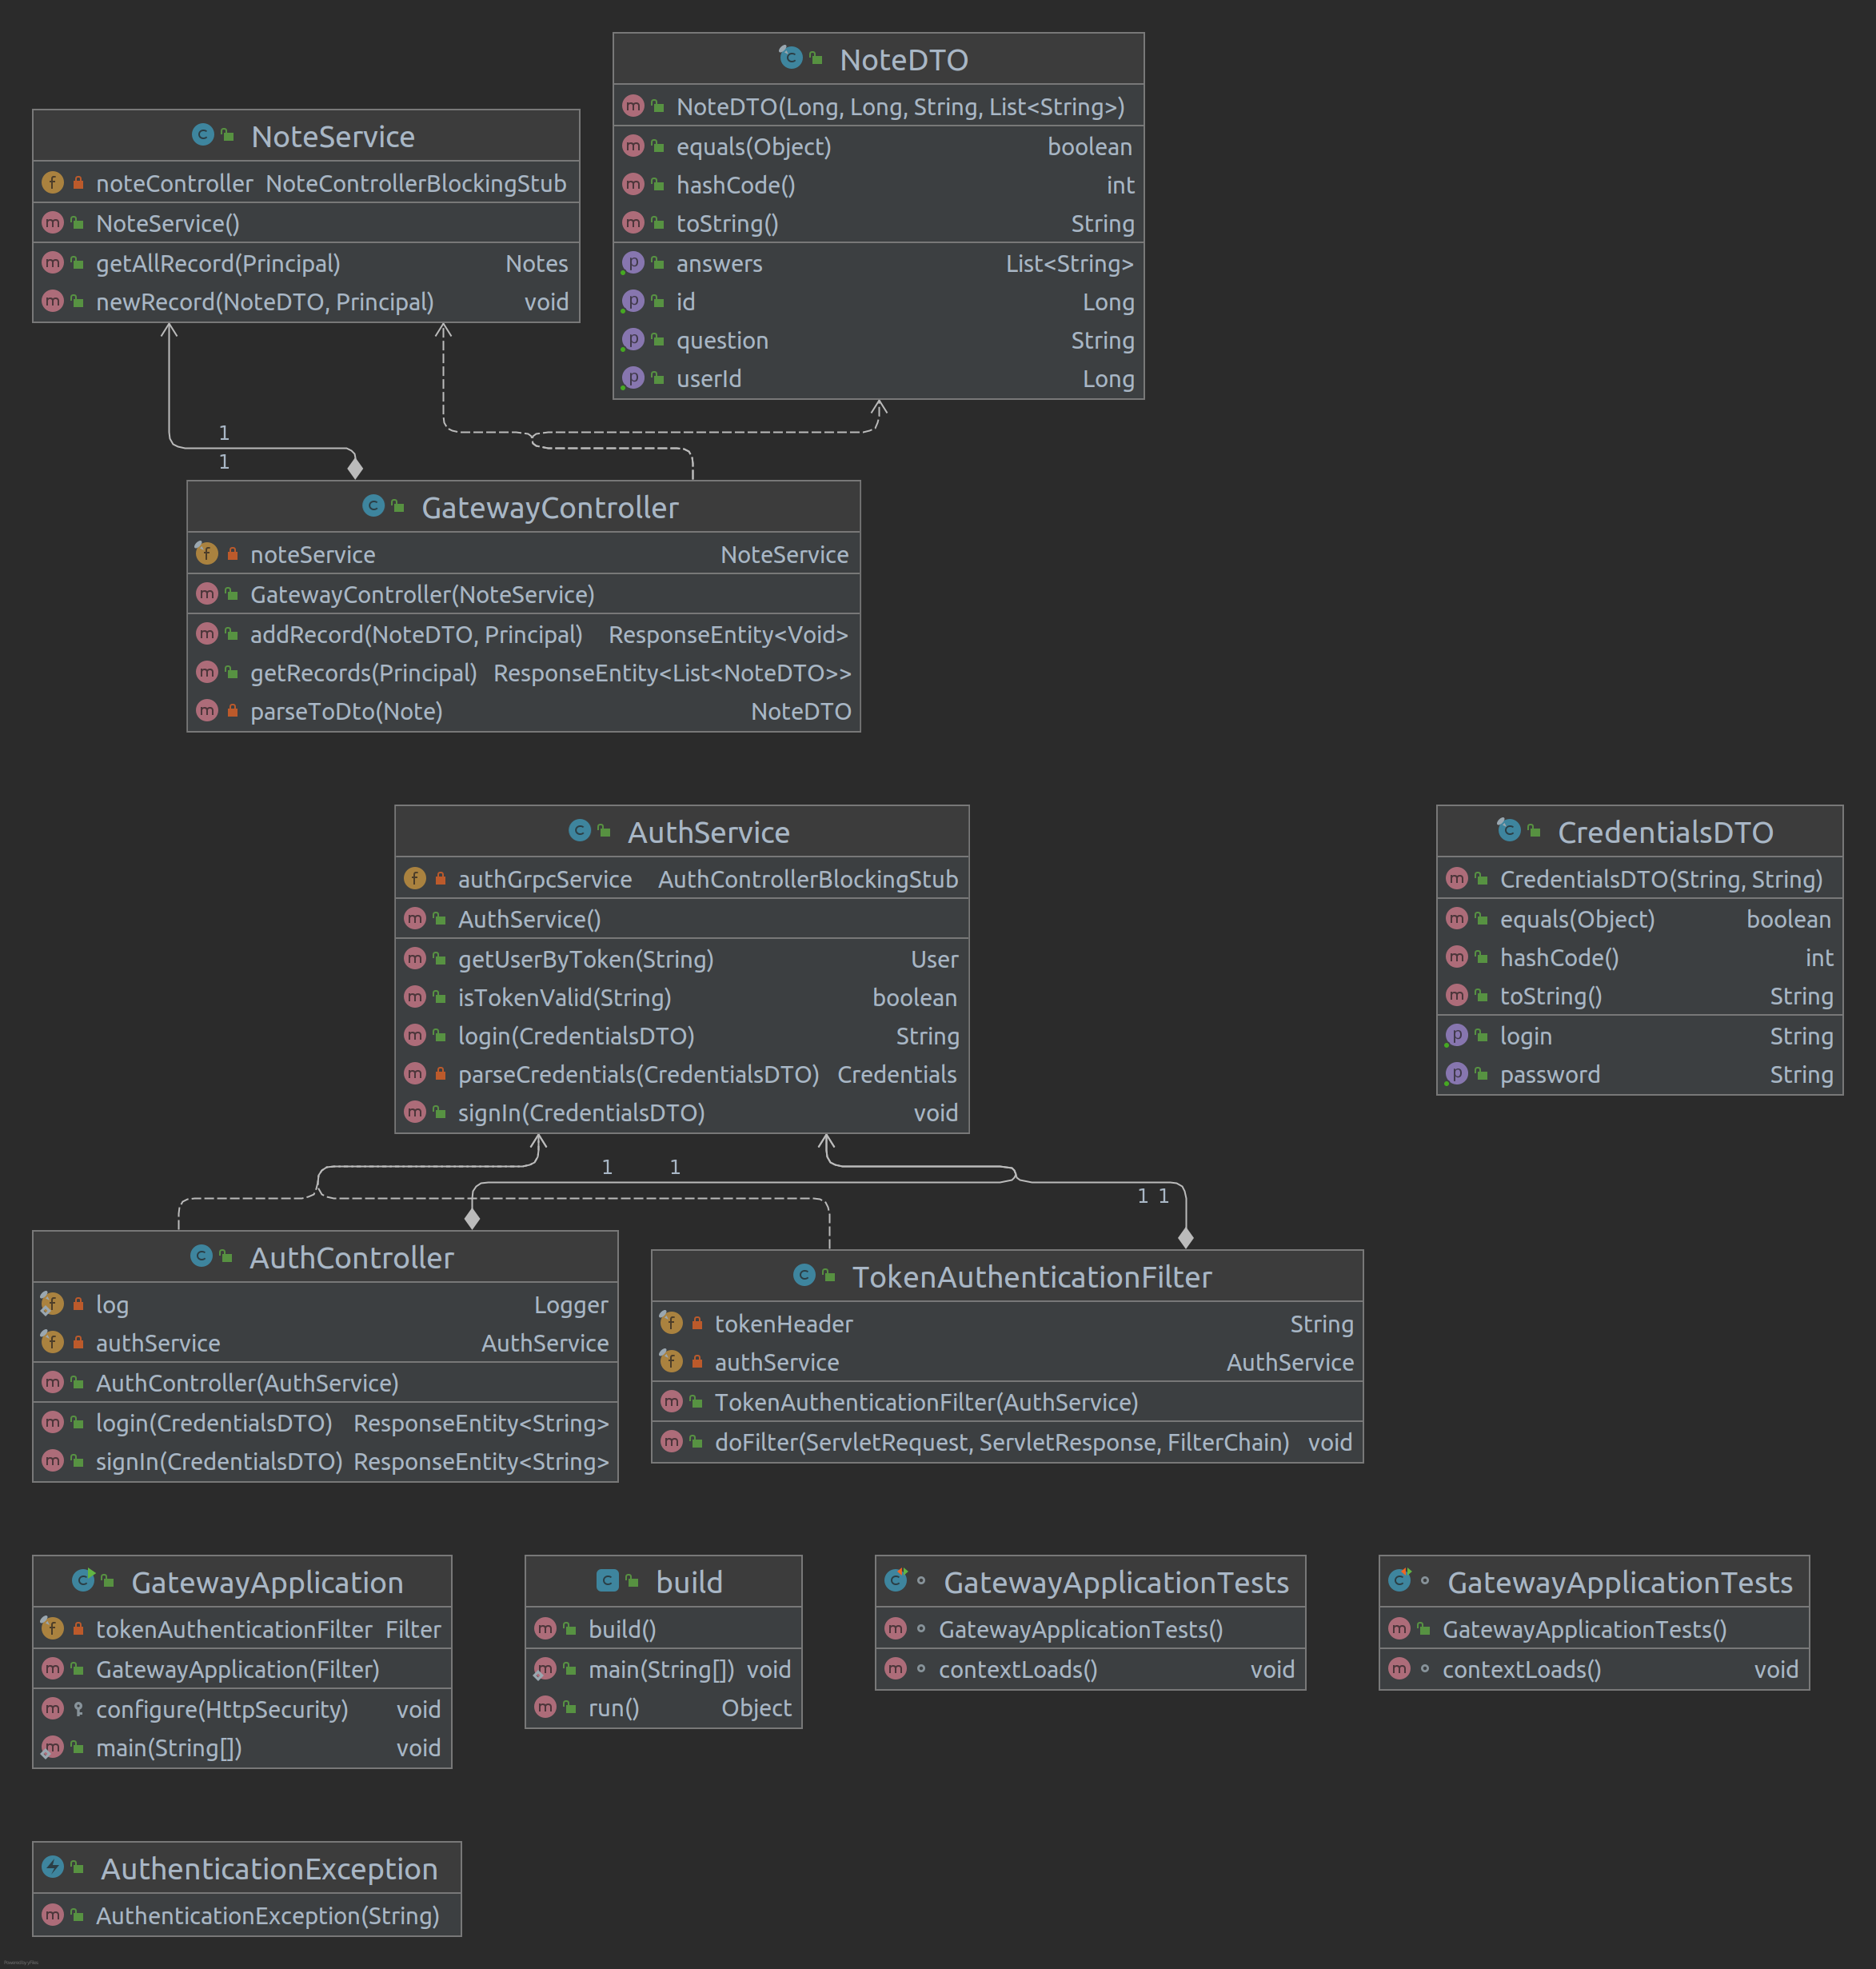 NoteDTO
NoteDTO(Long, Long, String, List<String>)
equals(Object) boolean
hashCode() int
toString() String
answers List<String>
id Long
question String
userId Long
NoteService
noteController NoteControllerBlockingStub
NoteService()
getAllRecord(Principal) Notes
newRecord(NoteDTO, Principal) void
1
1
GatewayController
noteService NoteService
GatewayController(NoteService)
addRecord(NoteDTO, Principal) ResponseEntity<Void>
getRecords(Principal) ResponseEntity<List<NoteDTO>>
parseToDto(Note) NoteDTO
AuthService
authGrpcService AuthControllerBlockingStub
AuthService()
getUserByToken(String) User
isTokenValid(String) boolean
login(CredentialsDTO) String
parseCredentials(CredentialsDTO) Credentials
signIn(CredentialsDTO) void
CredentialsDTO
CredentialsDTO(String, String)
equals(Object) boolean
hashCode() int
toString() String
login String
password String
1 1
1 1
AuthController
log Logger
authService AuthService
AuthController(AuthService)
login(CredentialsDTO) ResponseEntity<String>
signIn(CredentialsDTO) ResponseEntity<String>
TokenAuthenticationFilter
tokenHeader String
authService AuthService
TokenAuthenticationFilter(AuthService)
doFilter(ServletRequest, ServletResponse, FilterChain) void
GatewayApplication
tokenAuthenticationFilter Filter
GatewayApplication(Filter)
configure(HttpSecurity) void
main(String[]) void
build
build()
main(String[]) void
run() Object
GatewayApplicationTests
GatewayApplicationTests()
contextLoads() void
GatewayApplicationTests
GatewayApplicationTests()
contextLoads() void
AuthenticationException
AuthenticationException(String)
Powered by yFiles